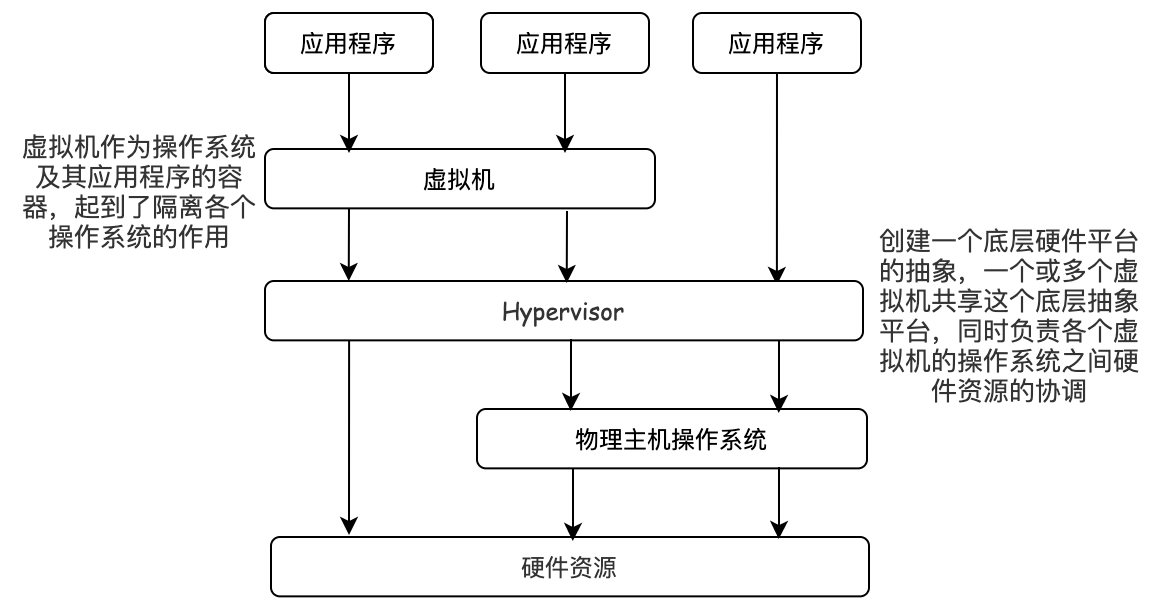 应用程序
应用程序
应用程序
虚拟机作为操作系统
及其应用程序的容
器，起到了隔离各个
操作系统的作用
虚拟机
创建一个底层硬件平台
的抽象，一个或多个虚
拟机共享这个底层抽象
平台，同时负责各个虚
拟机的操作系统之间硬
件资源的协调
Hypervisor
物理主机操作系统
硬件资源